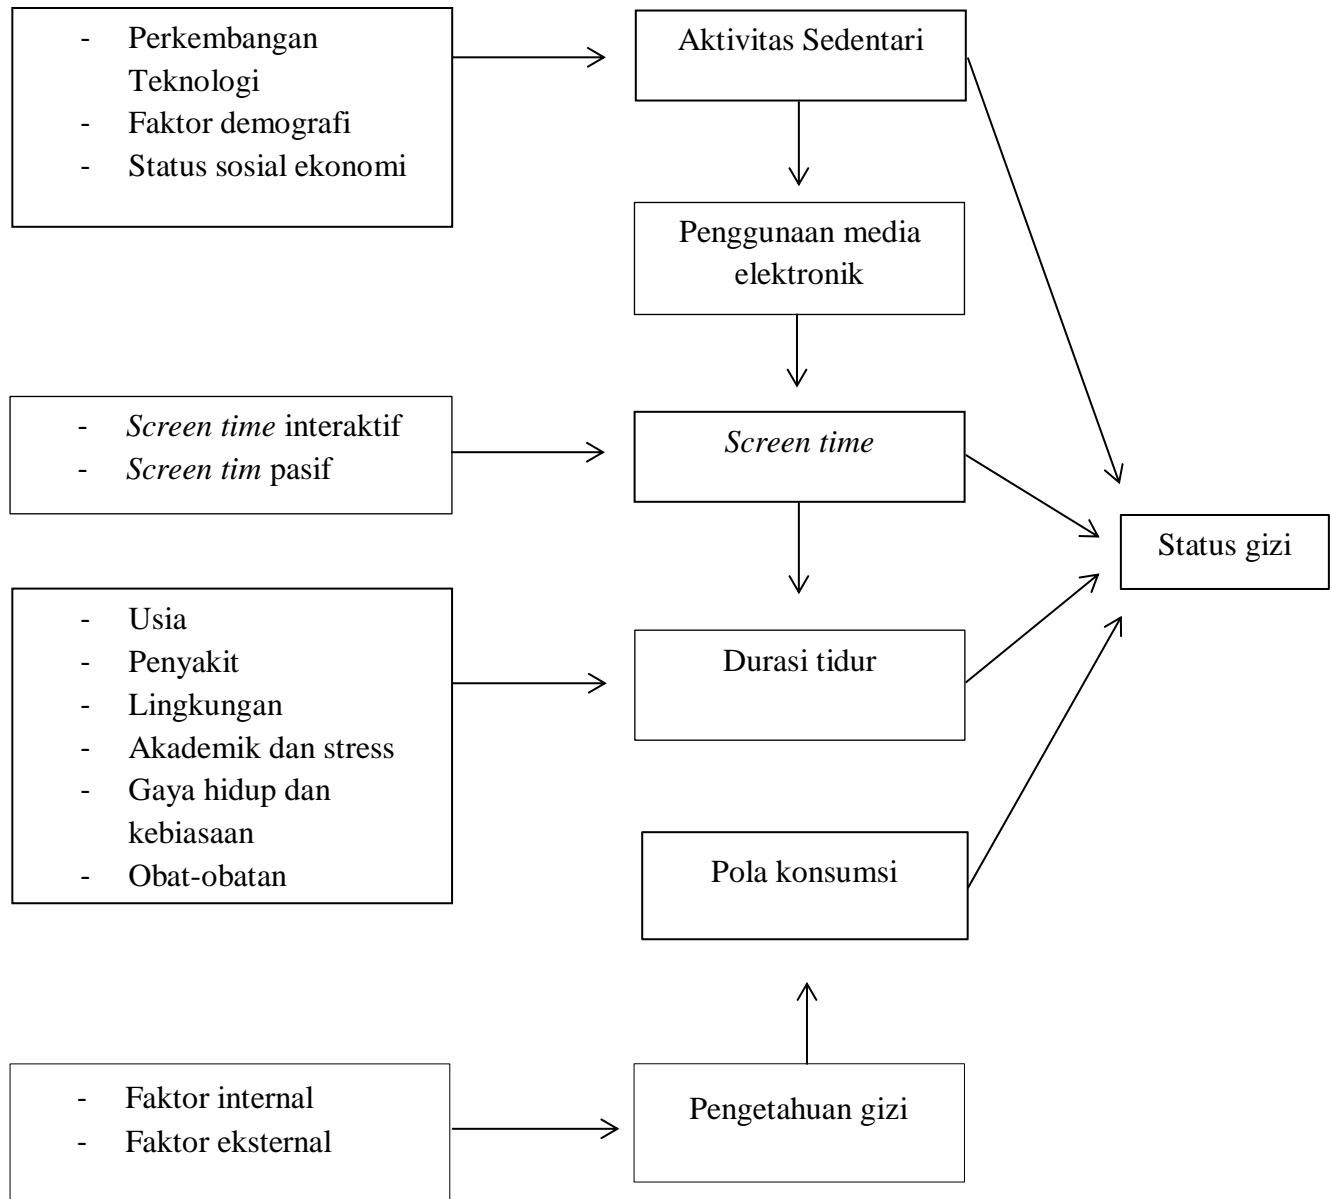 - Perkembangan
Teknologi
- Faktor demografi
- Status sosial ekonomi
Aktivitas Sedentari
Penggunaan media
elektronik
- Screen time interaktif
- Screen tim pasif
Screen time
Status gizi
- Usia
- Penyakit
- Lingkungan
- Akademik dan stress
- Gaya hidup dan
kebiasaan
- Obat-obatan
Durasi tidur
Pola konsumsi
- Faktor internal
- Faktor eksternal
Pengetahuan gizi